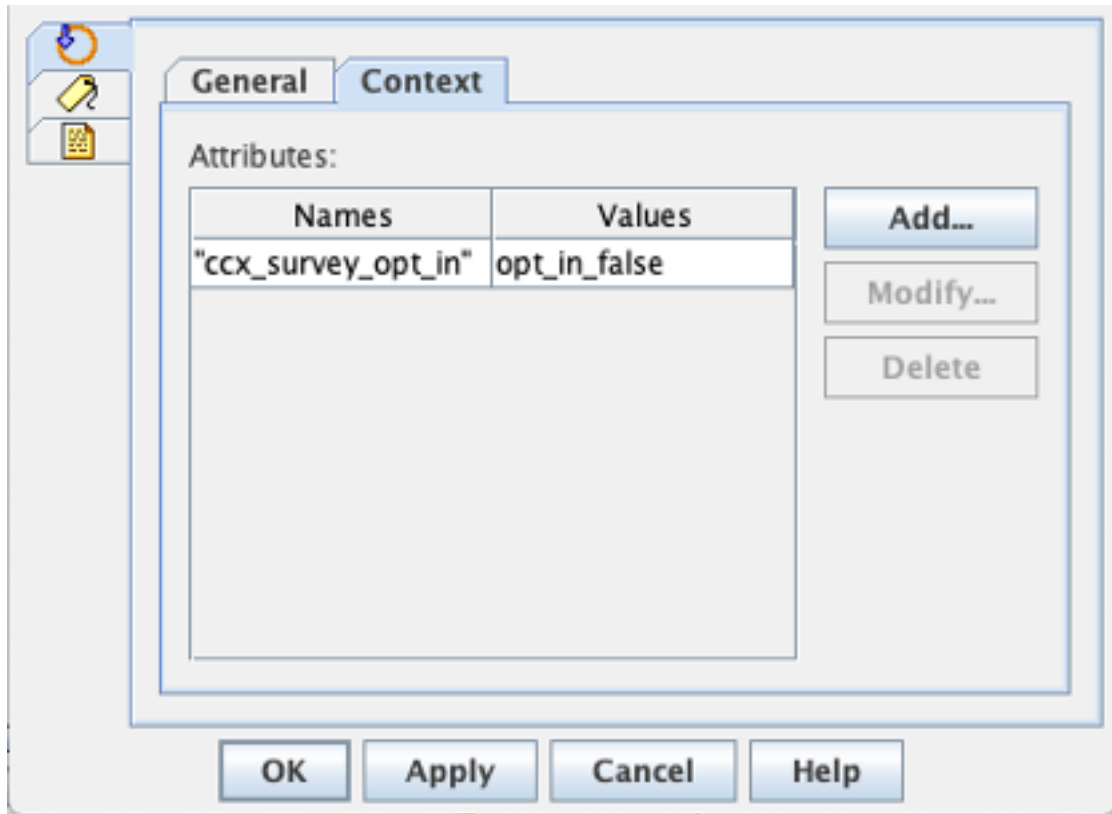 General Context
Attributes:
Names Values
"ccx_survey_opt_in" opt_in_false
Add...
Modify...
Delete
OK Apply Cancel Help